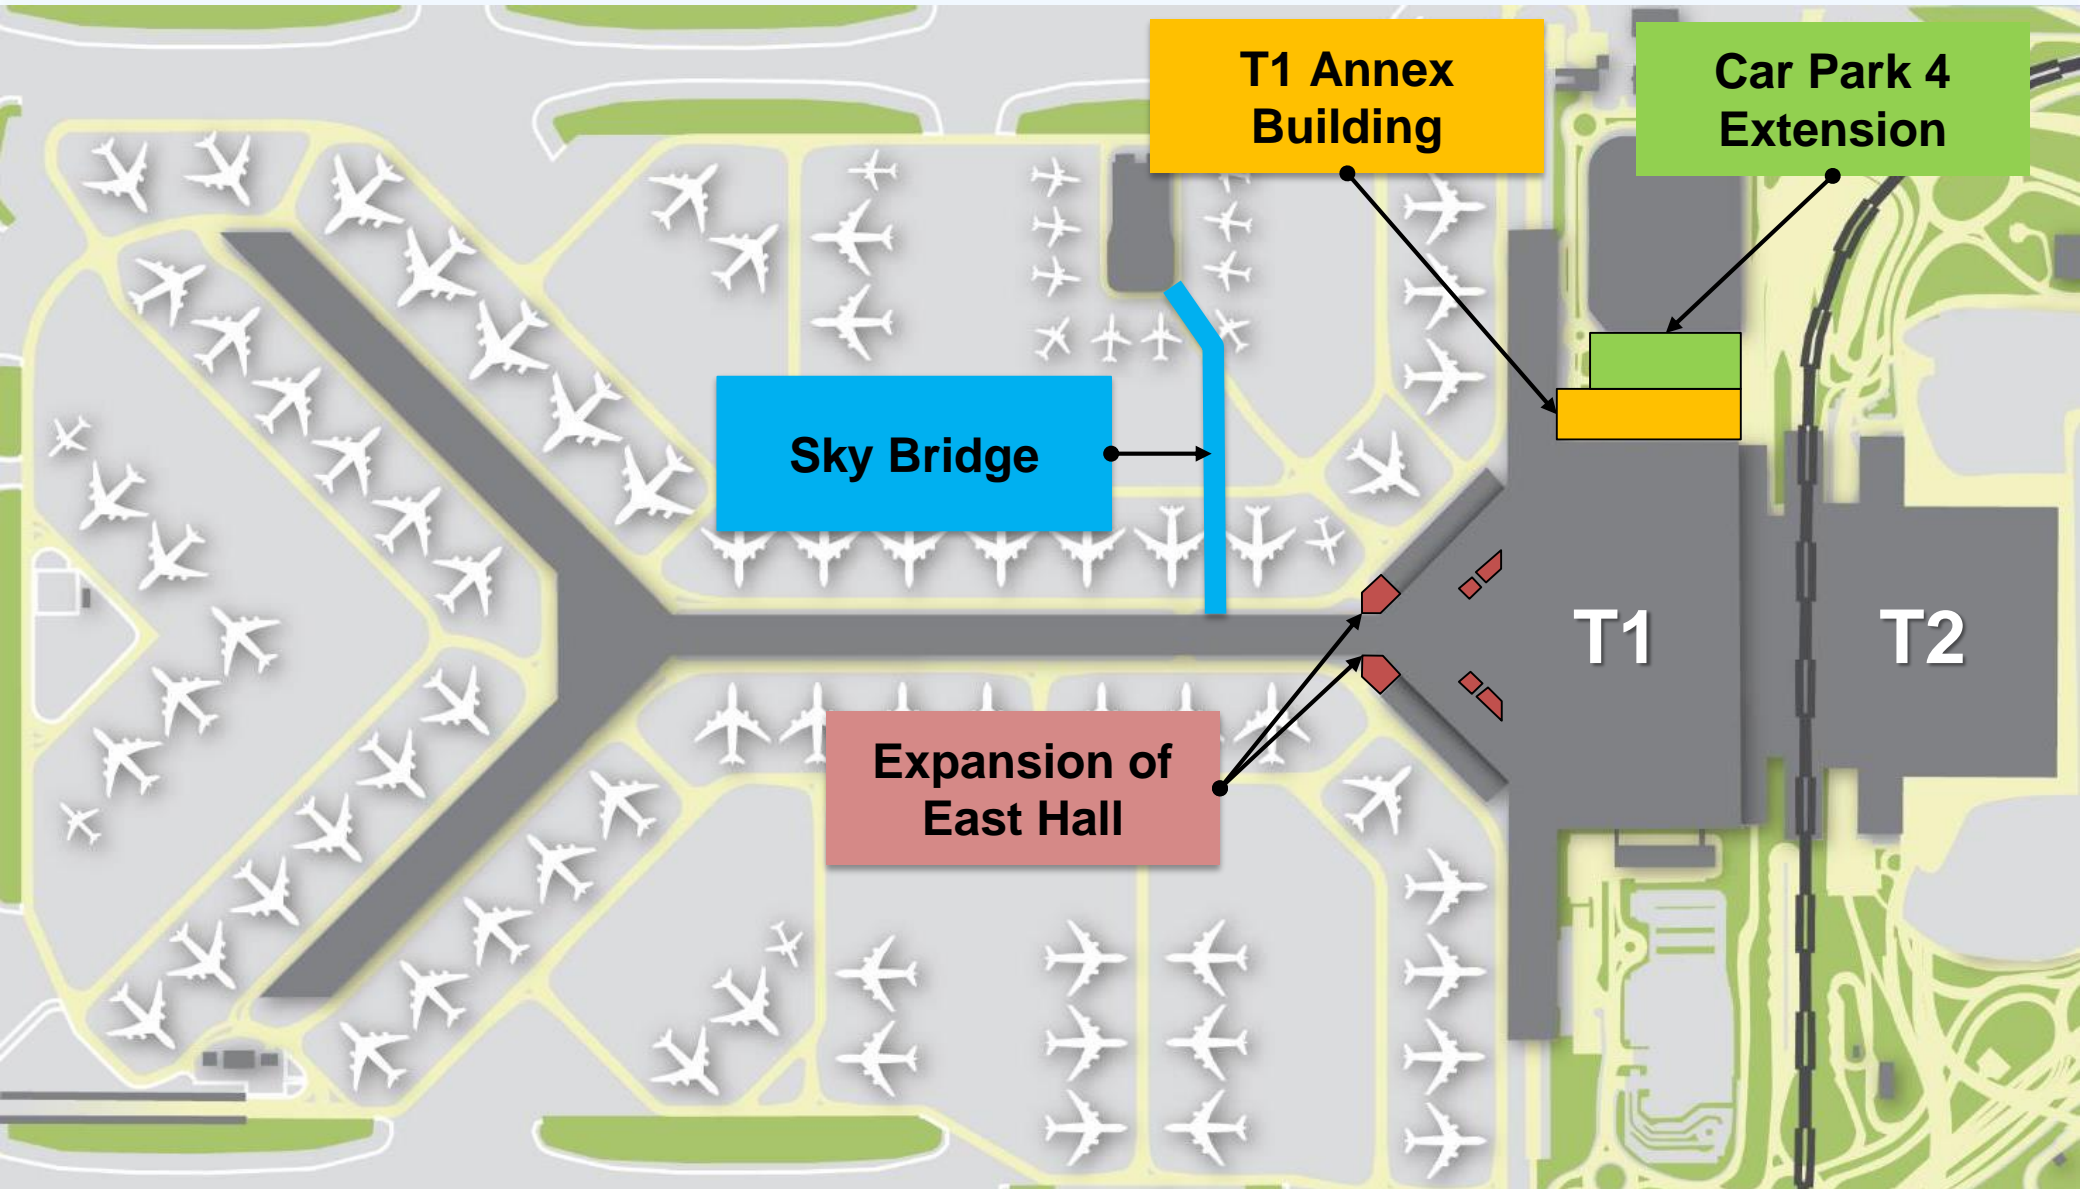 T1 Annex
Building
Car Park 4
Extension
Sky Bridge
T1
T2
Expansion of
East Hall